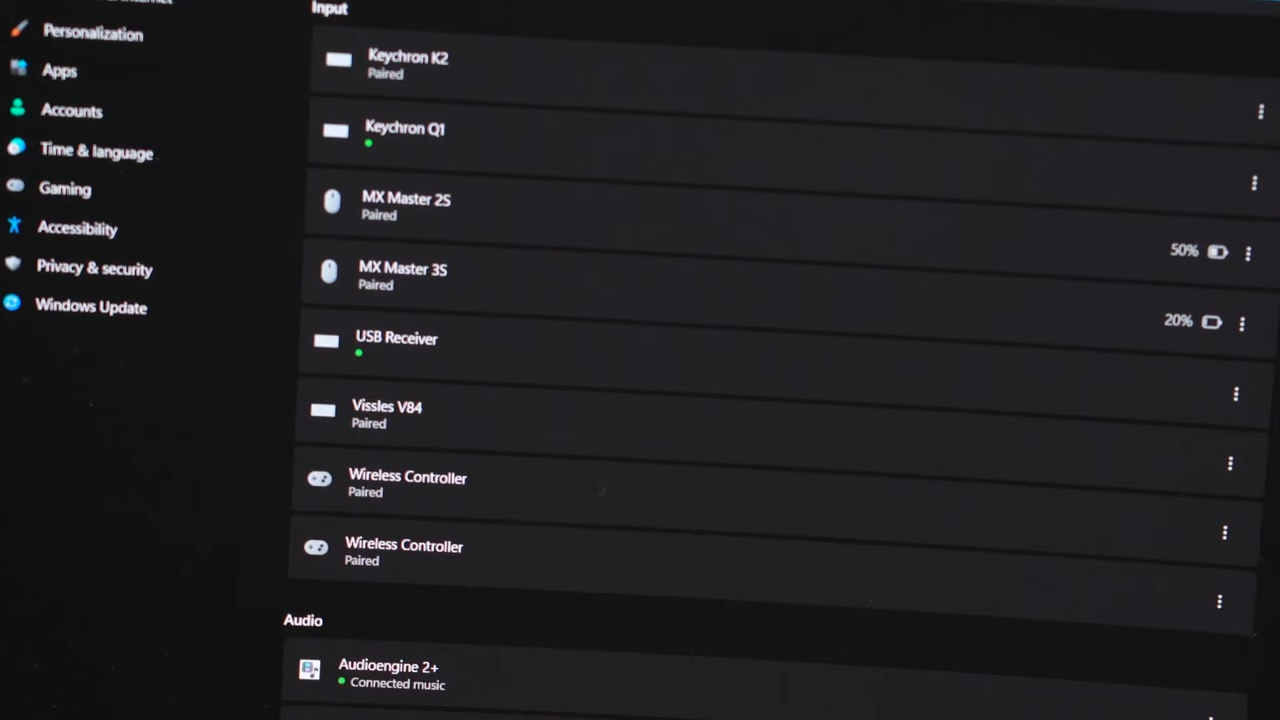 Input
Personalization
Apps
Accounts
Time & language
Gaming
Accessibility
Privacy & security
Windows Update
Keychron K2
Paired
Keychron Q1
MX Master 2S
Paired
50%
MX Master 3S
Paired
20%
USB Receiver
Vissles V84
Paired
Wireless Controller
Paired
Wireless Controller
Paired
Audio
Audioengine 2+
Connected music